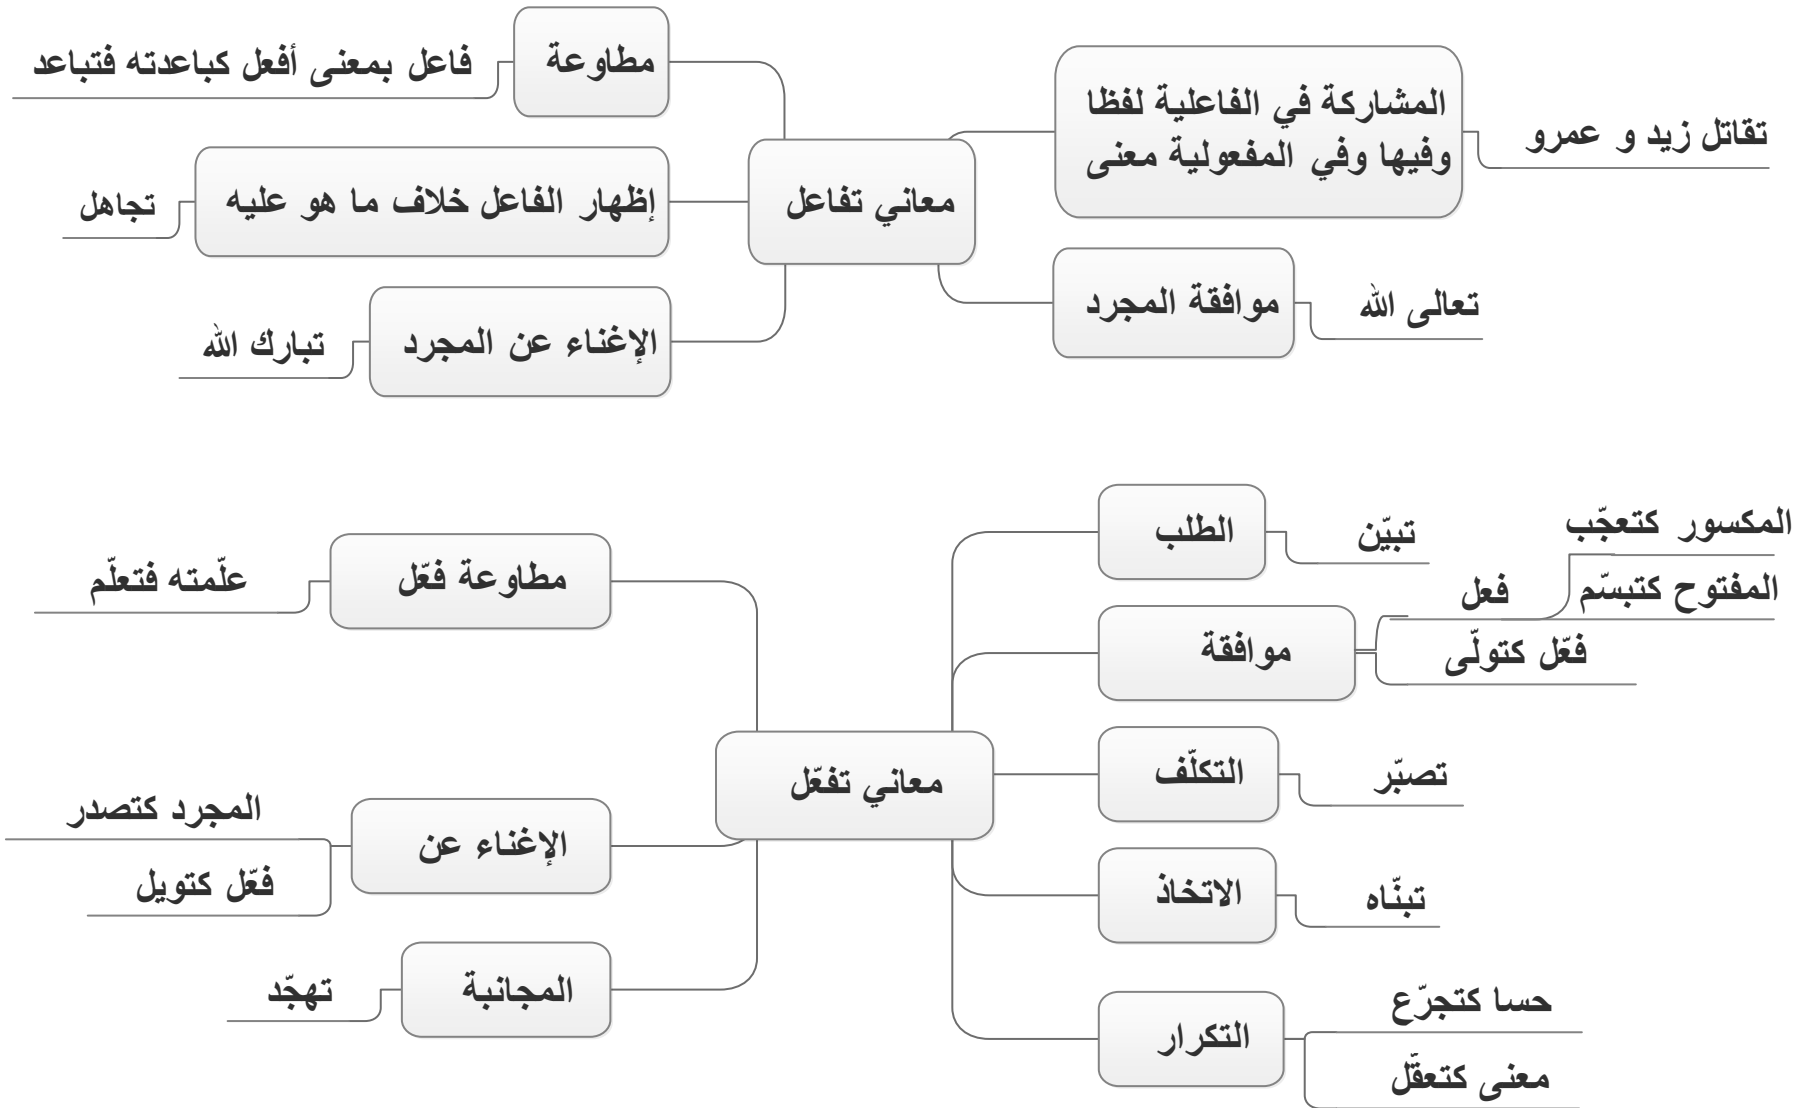 معاني تفاعل
المشاركة في الفاعلية لفظا
وفيها وفي المفعولية معنى
تقاتل زيد و عمرو
موافقة المجرد
تعالى الله
مطاوعة
فاعل بمعنى أفعل كباعدته فتباعد
إظهار الفاعل خلاف ما هو عليه
تجاهل
الإغناء عن المجرد
تبارك الله
معاني تفعّل
الطلب
تبيّن
موافقة
فعل
المكسور كتعجّب
المفتوح كتبسّم
فعّل كتولّى
التكلّف
تصبّر
الاتخاذ
تبنّاه
التكرار
حسا كتجرّع
معنى كتعقّل
مطاوعة فعّل
علّمته فتعلّم
الإغناء عن
المجرد كتصدر
فعّل كتويل
المجانبة
تهجّد